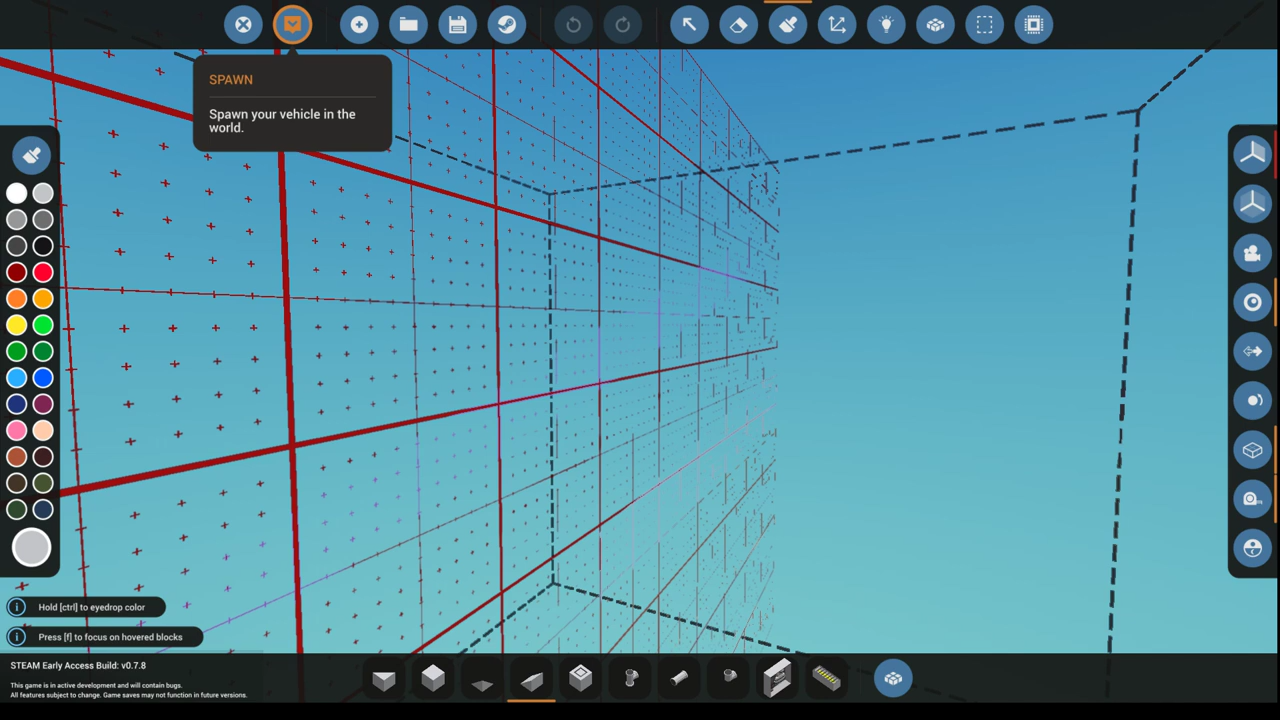 SPAWN
Spawn your vehicle in the
world.
Hold [ctrl] to eyedrop color
Press [f] to focus on hovered blocks
STEAM Early Access Build: v0.7.8
This game is in active development and will contain bugs.
All features subject to change. Game saves may not function in future versions.